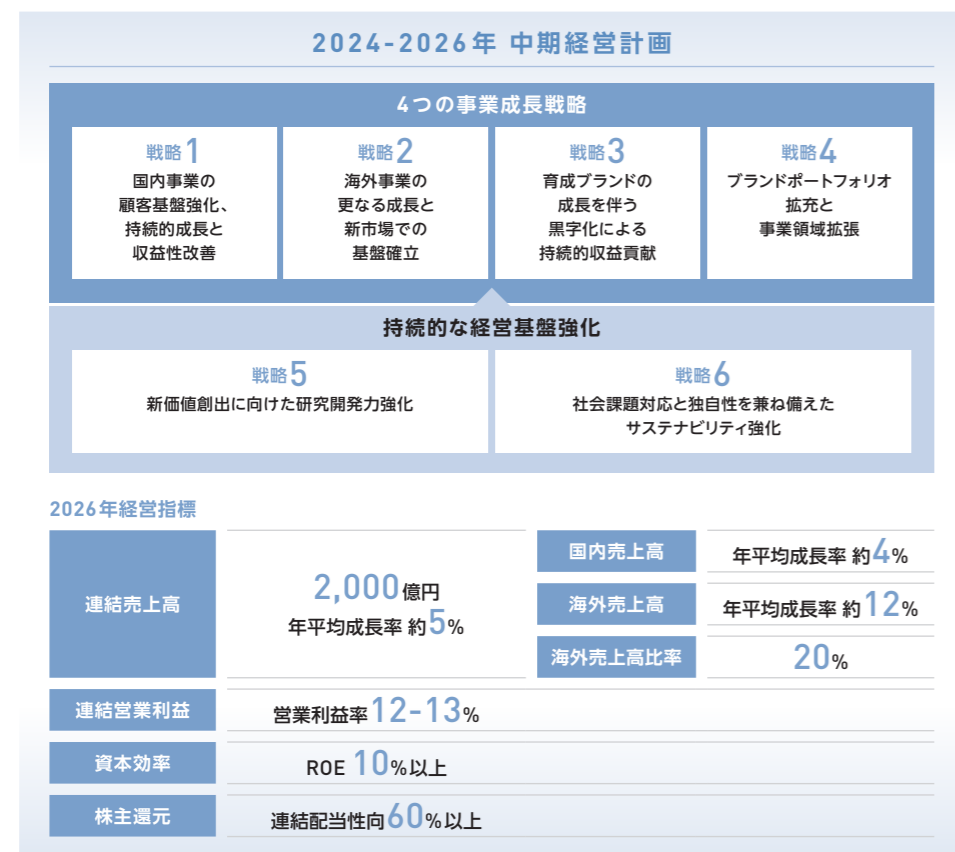 2024-2026年 中期経営計画
4つの事業成長戦略
戦略1
国内事業の
顧客基盤強化、
持続的成長と
収益性改善
戦略2
海外事業の
更なる成長と
新市場での
基盤確立
戦略3
育成ブランドの
成長を伴う
黒字化による
持続的収益貢献
戦略4
ブランドポートフォリオ
拡充と
事業領域拡張
持続的な経営基盤強化
戦略5
新価値創出に向けた研究開発力強化
戦略6
社会課題対応と独自性を兼ね備えた
サステナビリティ強化
2026年経営指標
連結売上高
2,000億円
年平均成長率 約5%
国内売上高
年平均成長率 約4%
海外売上高
年平均成長率 約12%
海外売上高比率
20%
連結営業利益
営業利益率12-13%
資本効率
ROE 10%以上
株主還元
連結配当性向60%以上